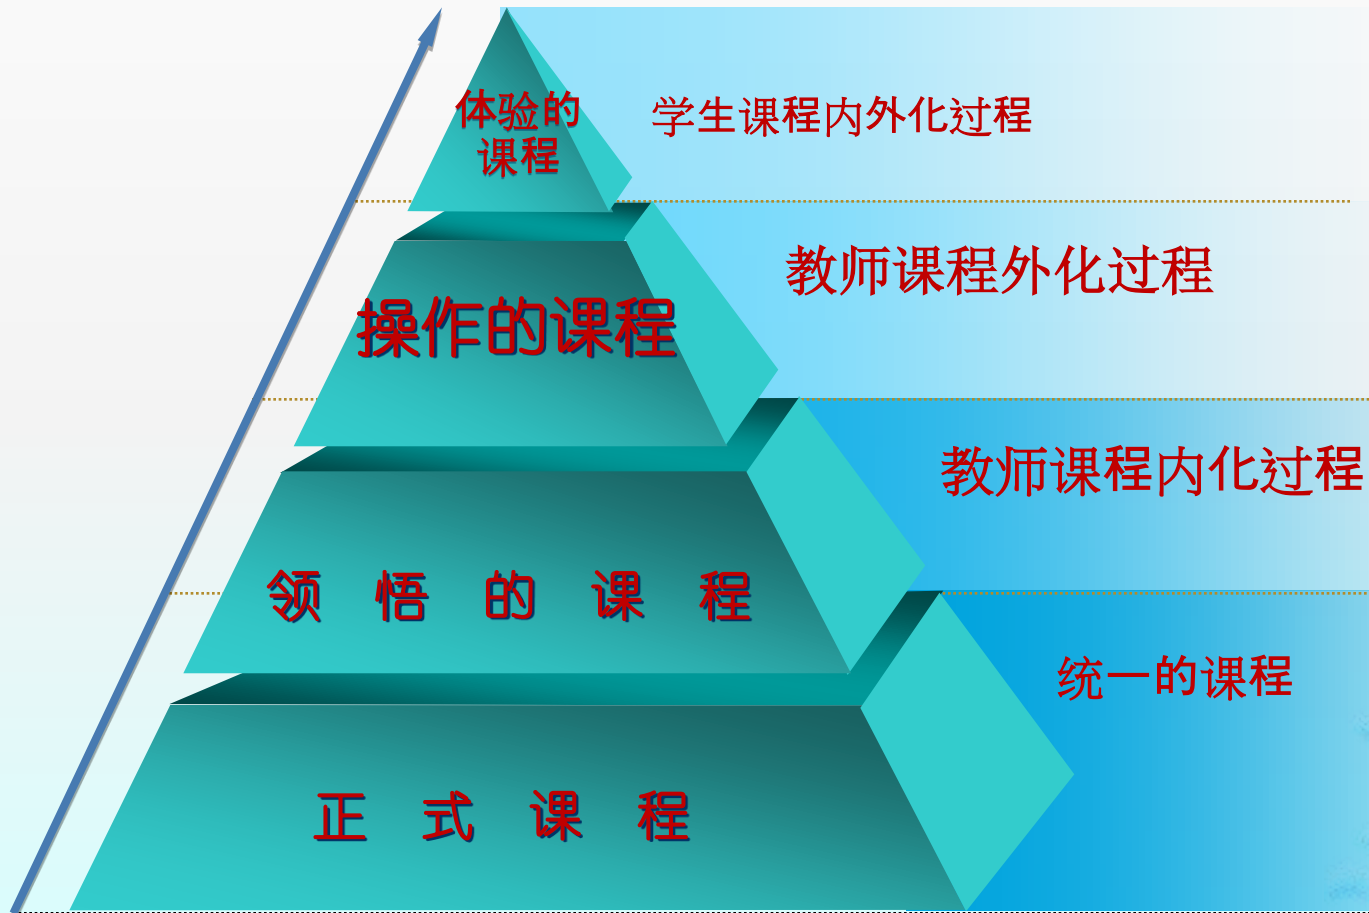 体验的
课程
学生课程内外化过程
操作的课程
教师课程外化过程
领悟的课程
教师课程内化过程
正式课程
统一的课程